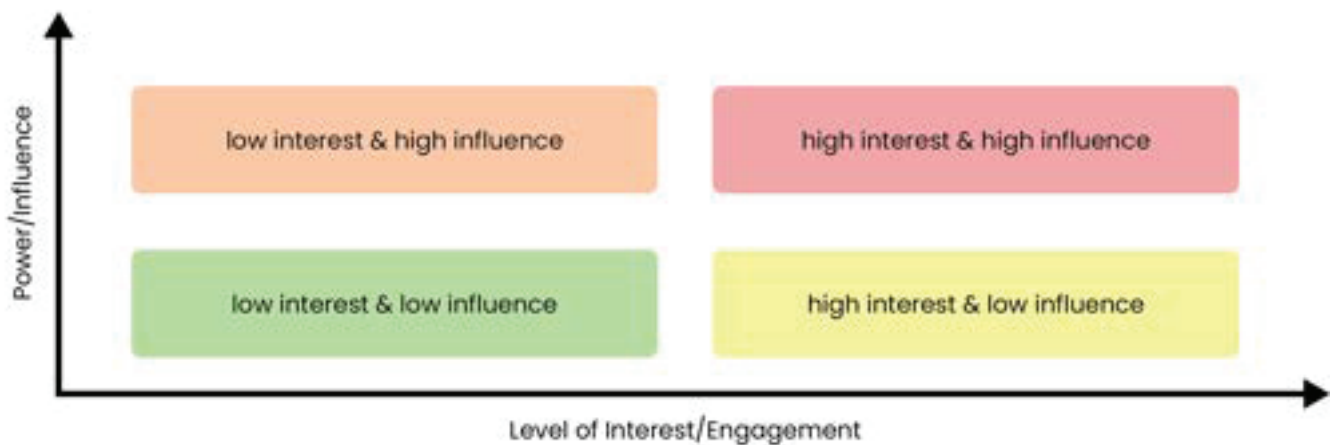 Power/Influence
low interest & high influence
high interest & high influence
low interest & low influence
high interest & low influence
Level of Interest/Engagement